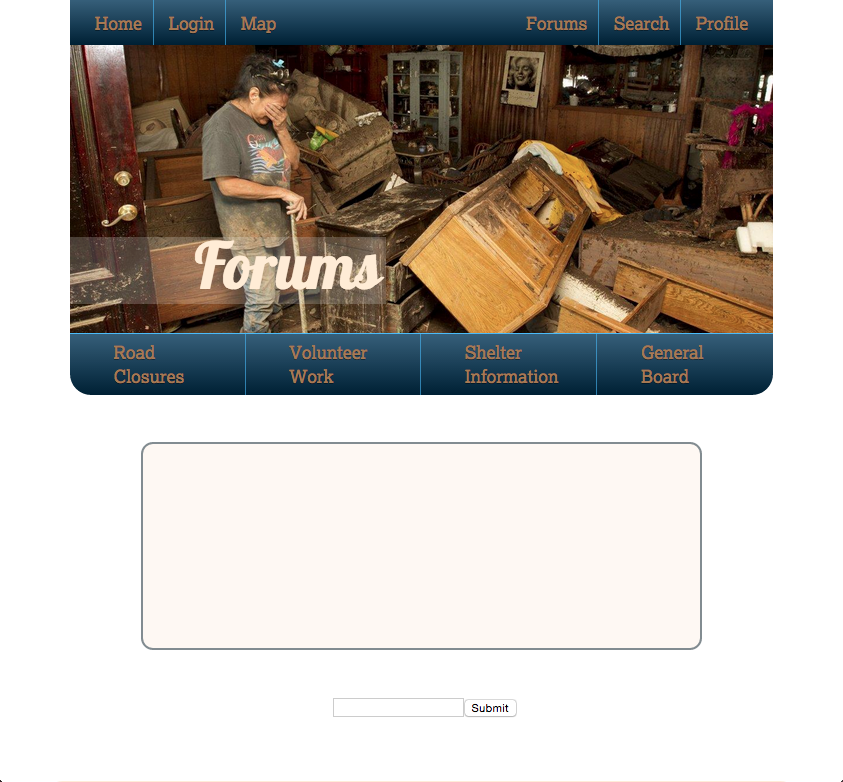 Home Login Map Forums Search Profile
Forums
Road Volunteer Shelter General
Closures Work Information Board
Submit